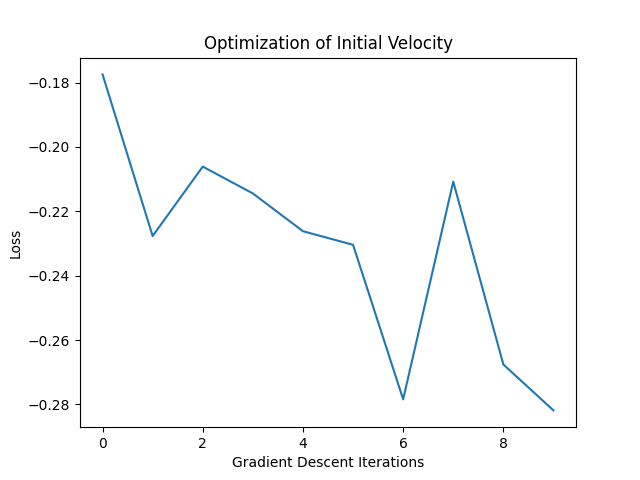 Optimization of Initial Velocity
−0.18
−0.20
−0.22
−0.24
−0.26
−0.28
Loss
0 2 4 6 8
Gradient Descent Iterations